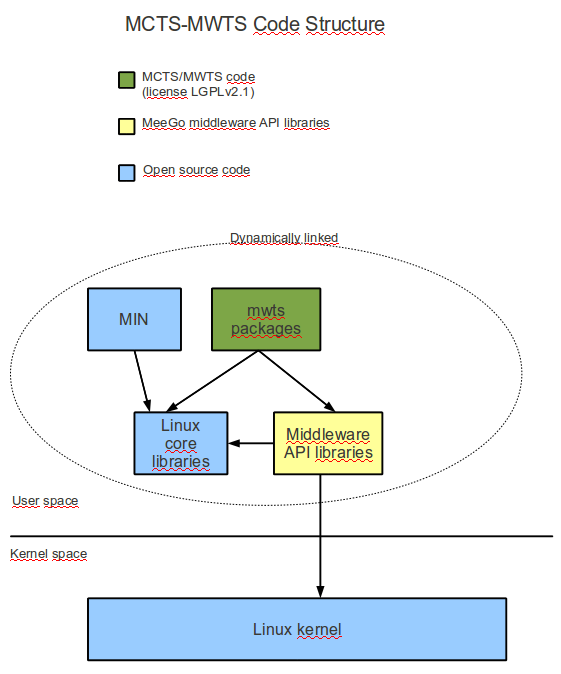 MCTS-MWTS Code Structure
MCTS/MWTS code
(license LGPLv2.1)
MeeGo middleware API libraries
Open source code
Dynamically linked
MIN
mwts
packages
Linux
core
libraries
Middleware
API libraries
User space
Kernel space
Linux kernel